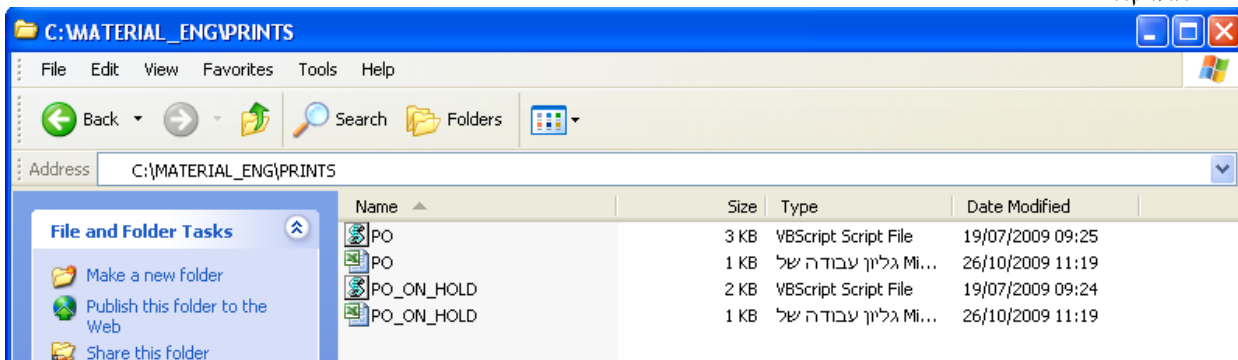 C:\MATERIAL_ENG\PRINTS
File Edit View Favorites Tools Help
Back Search Folders
Address C:\MATERIAL_ENG\PRINTS
Name Size Type Date Modified
File and Folder Tasks
PO 3 KB VBScript Script File 19/07/2009 09:25
PO 1 KB גליון עבודה של Mi... 26/10/2009 11:19
Make a new folder
PO_ON_HOLD 2 KB VBScript Script File 19/07/2009 09:24
Publish this folder to the
Web
PO_ON_HOLD 1 KB גליון עבודה של Mi... 26/10/2009 11:19
Share this folder